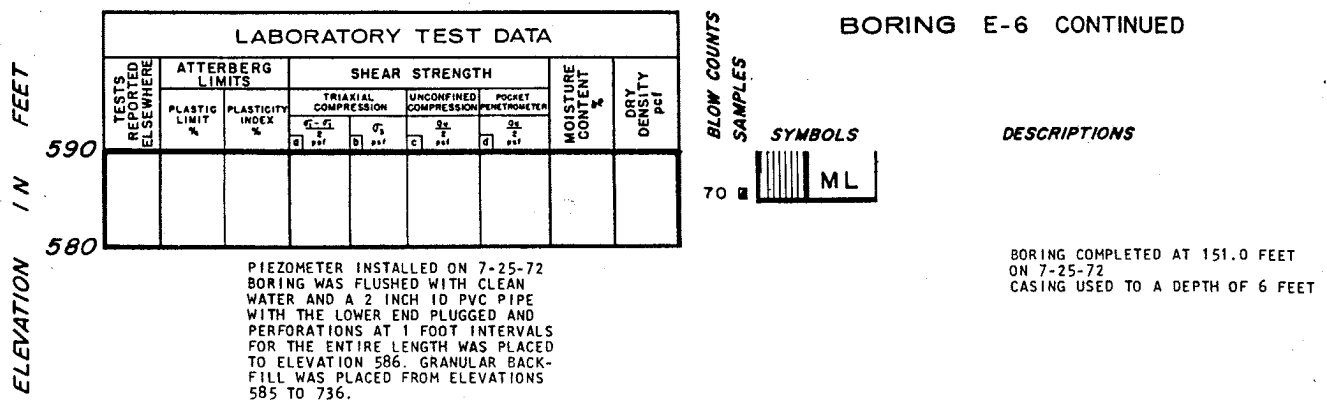 BORING E-6 CONTINUED
LABORATORY TEST DATA
TESTS REPORTED ELSEWHERE
ATTERBERG LIMITS
SHEAR STRENGTH
MOISTURE CONTENT %
DRY DENSITY pcf
BLOW COUNTS
SAMPLES
PLASTIC LIMIT %
PLASTICITY INDEX %
TRIAXIAL COMPRESSION
UNCONFINED COMPRESSION
POCKET PENETROMETER
a psf
b psf
c psf
d psf
SYMBOLS
DESCRIPTIONS
ELEVATION IN FEET
590
70
ML
580
PIEZOMETER INSTALLED ON 7-25-72
BORING WAS FLUSHED WITH CLEAN
WATER AND A 2 INCH ID PVC PIPE
WITH THE LOWER END PLUGGED AND
PERFORATIONS AT 1 FOOT INTERVALS
FOR THE ENTIRE LENGTH WAS PLACED
TO ELEVATION 586. GRANULAR BACK-
FILL WAS PLACED FROM ELEVATIONS
585 TO 736.
BORING COMPLETED AT 151.0 FEET
ON 7-25-72
CASING USED TO A DEPTH OF 6 FEET